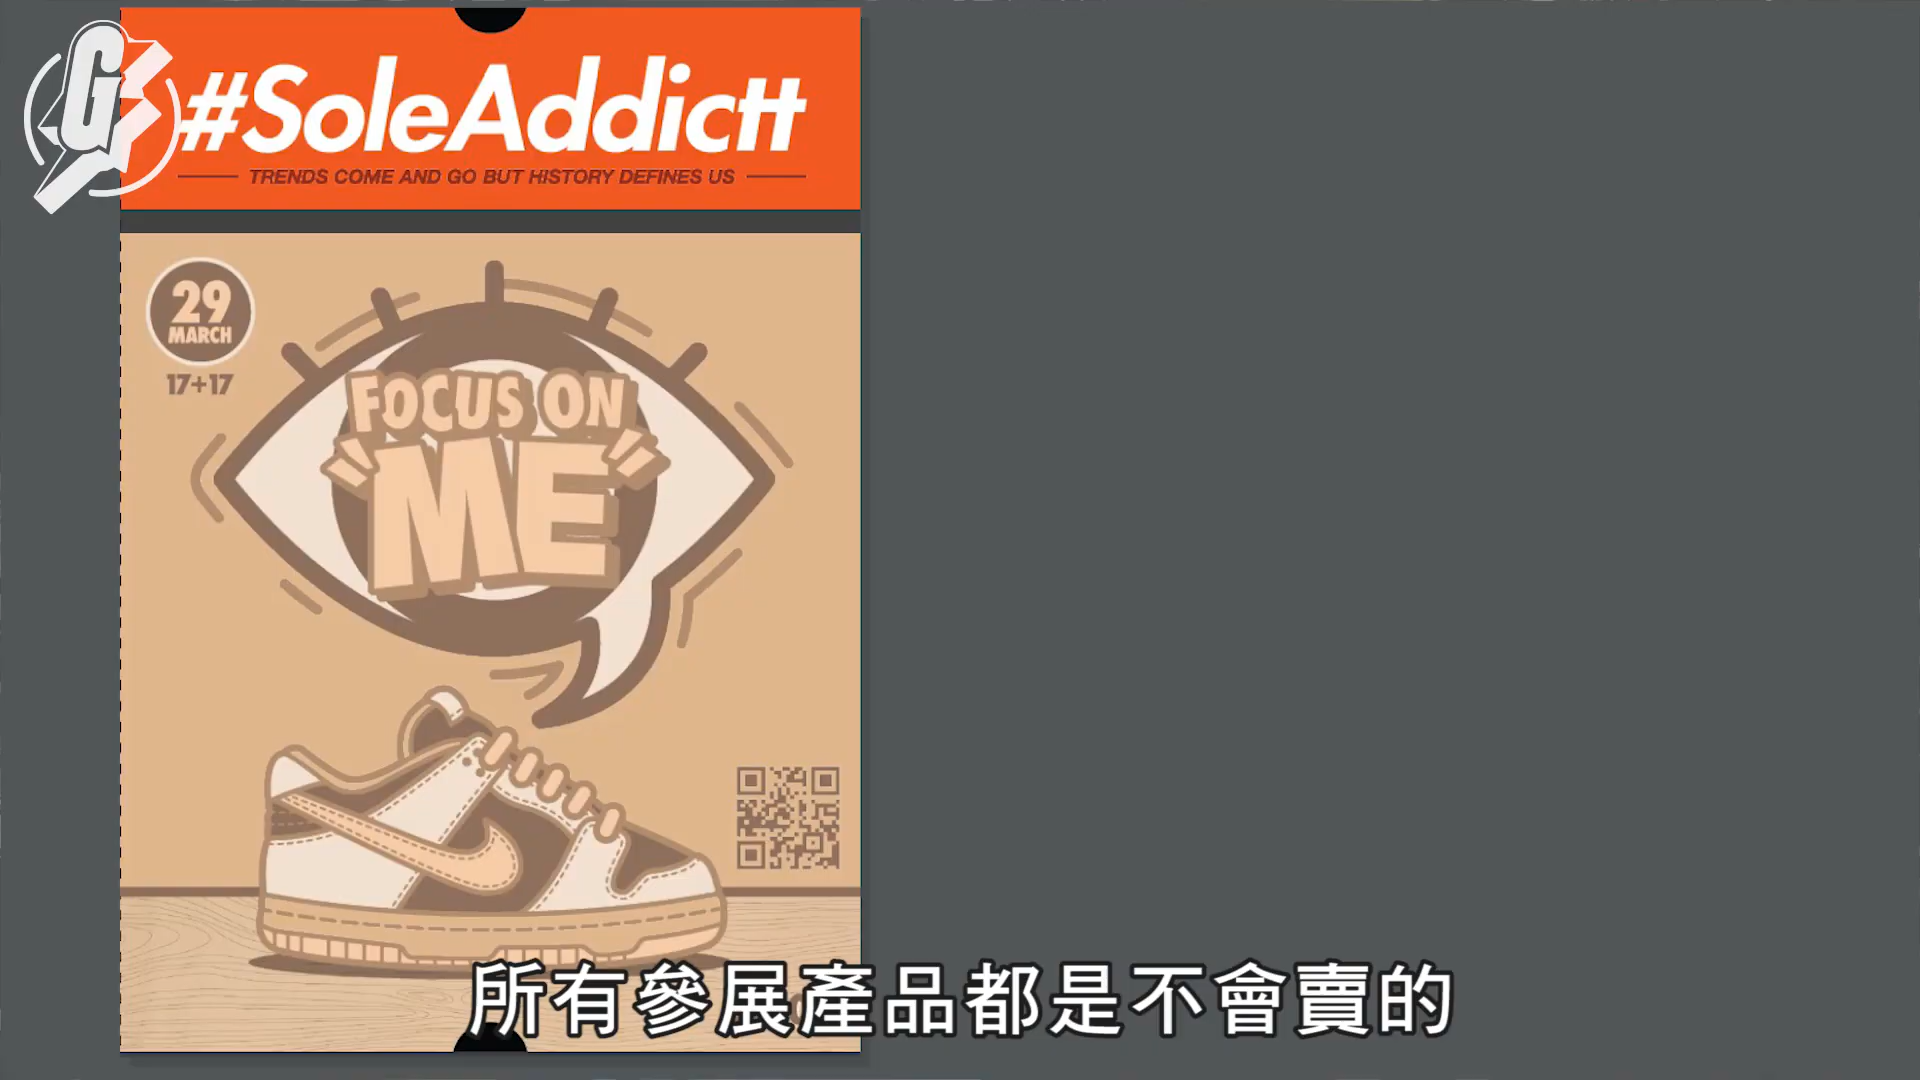 G
#SoleAddictt
TRENDS COME AND GO BUT HISTORY DEFINES US
29
MARCH
17+17
FOCUS ON
ME
所有參展產品都是不會賣的